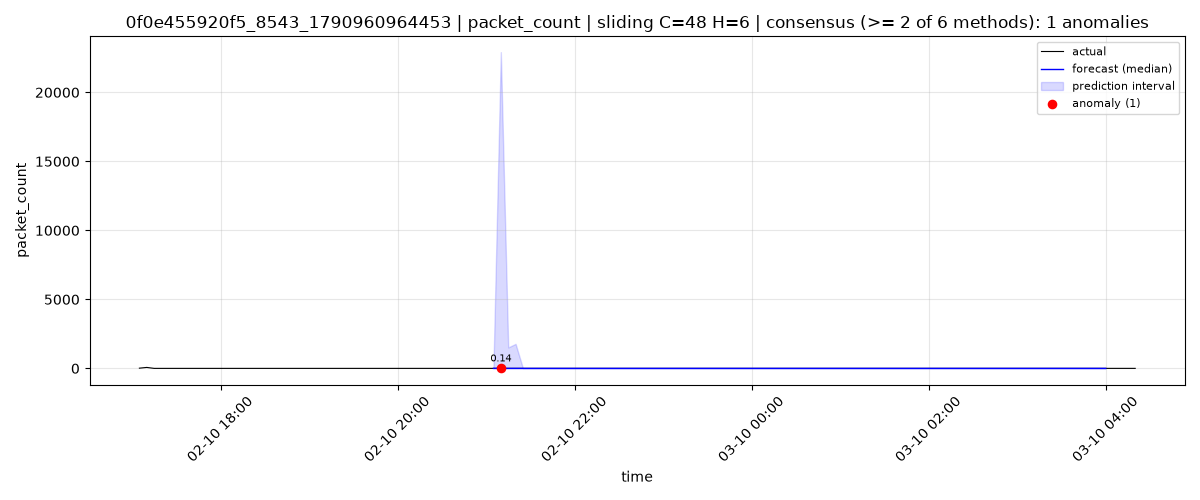 0f0e455920f5_8543_1790960964453 | packet_count | sliding C=48 H=6 | consensus (>= 2 of 6 methods): 1 anomalies
actual
forecast (median)
prediction interval
anomaly (1)
packet_count
20000
15000
10000
5000
0
0.14
02-10 18:00
02-10 20:00
02-10 22:00
03-10 00:00
03-10 02:00
03-10 04:00
time